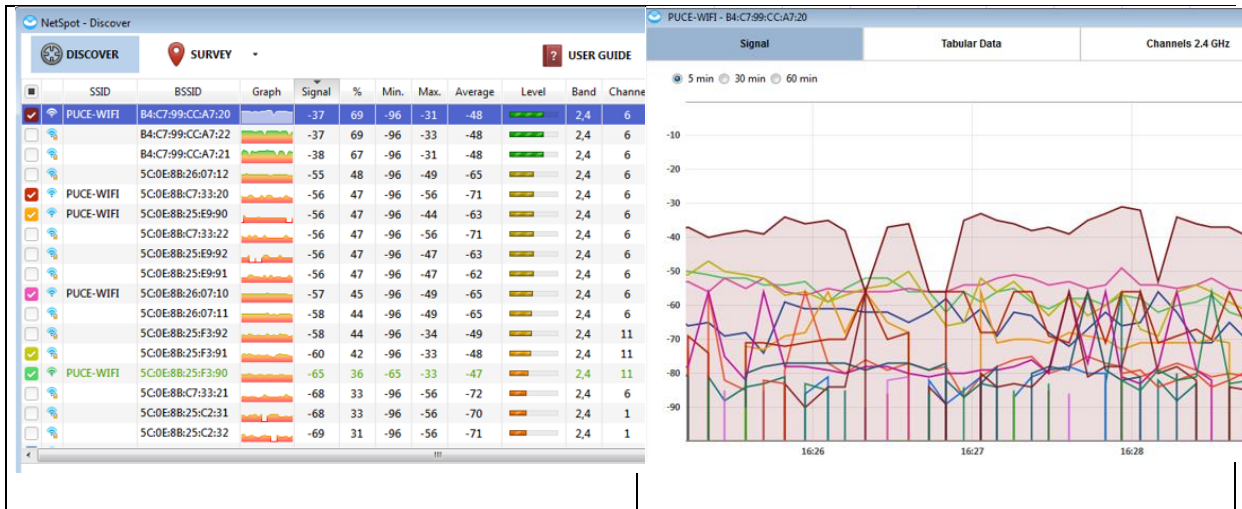 NetSpot - Discover
DISCOVER SURVEY USER GUIDE
SSID BSSID Graph Signal % Min. Max. Average Level Band Channe
PUCE-WIFI B4:C7:99:CC:A7:20 -37 69 -96 -31 -48 2,4 6
B4:C7:99:CC:A7:22 -37 69 -96 -33 -48 2,4 6
B4:C7:99:CC:A7:21 -38 67 -96 -31 -48 2,4 6
5C:0E:8B:26:07:12 -55 48 -96 -49 -65 2,4 6
PUCE-WIFI 5C:0E:8B:C7:33:20 -56 47 -96 -56 -71 2,4 6
PUCE-WIFI 5C:0E:8B:25:E9:90 -56 47 -96 -44 -63 2,4 6
5C:0E:8B:C7:33:22 -56 47 -96 -56 -71 2,4 6
5C:0E:8B:25:E9:92 -56 47 -96 -47 -63 2,4 6
5C:0E:8B:25:E9:91 -56 47 -96 -47 -62 2,4 6
PUCE-WIFI 5C:0E:8B:26:07:10 -57 45 -96 -49 -65 2,4 6
5C:0E:8B:26:07:11 -58 44 -96 -49 -65 2,4 6
5C:0E:8B:25:F3:92 -58 44 -96 -34 -49 2,4 11
5C:0E:8B:25:F3:91 -60 42 -96 -33 -48 2,4 11
PUCE-WIFI 5C:0E:8B:25:F3:90 -65 36 -65 -33 -47 2,4 11
5C:0E:8B:C7:33:21 -68 33 -96 -56 -72 2,4 6
5C:0E:8B:25:C2:31 -68 33 -96 -56 -70 2,4 1
5C:0E:8B:25:C2:32 -69 31 -96 -56 -71 2,4 1
PUCE-WIFI - B4:C7:99:CC:A7:20
Signal Tabular Data Channels 2.4 GHz
5 min 30 min 60 min
-10
-20
-30
-40
-50
-60
-70
-80
-90
16:26 16:27 16:28